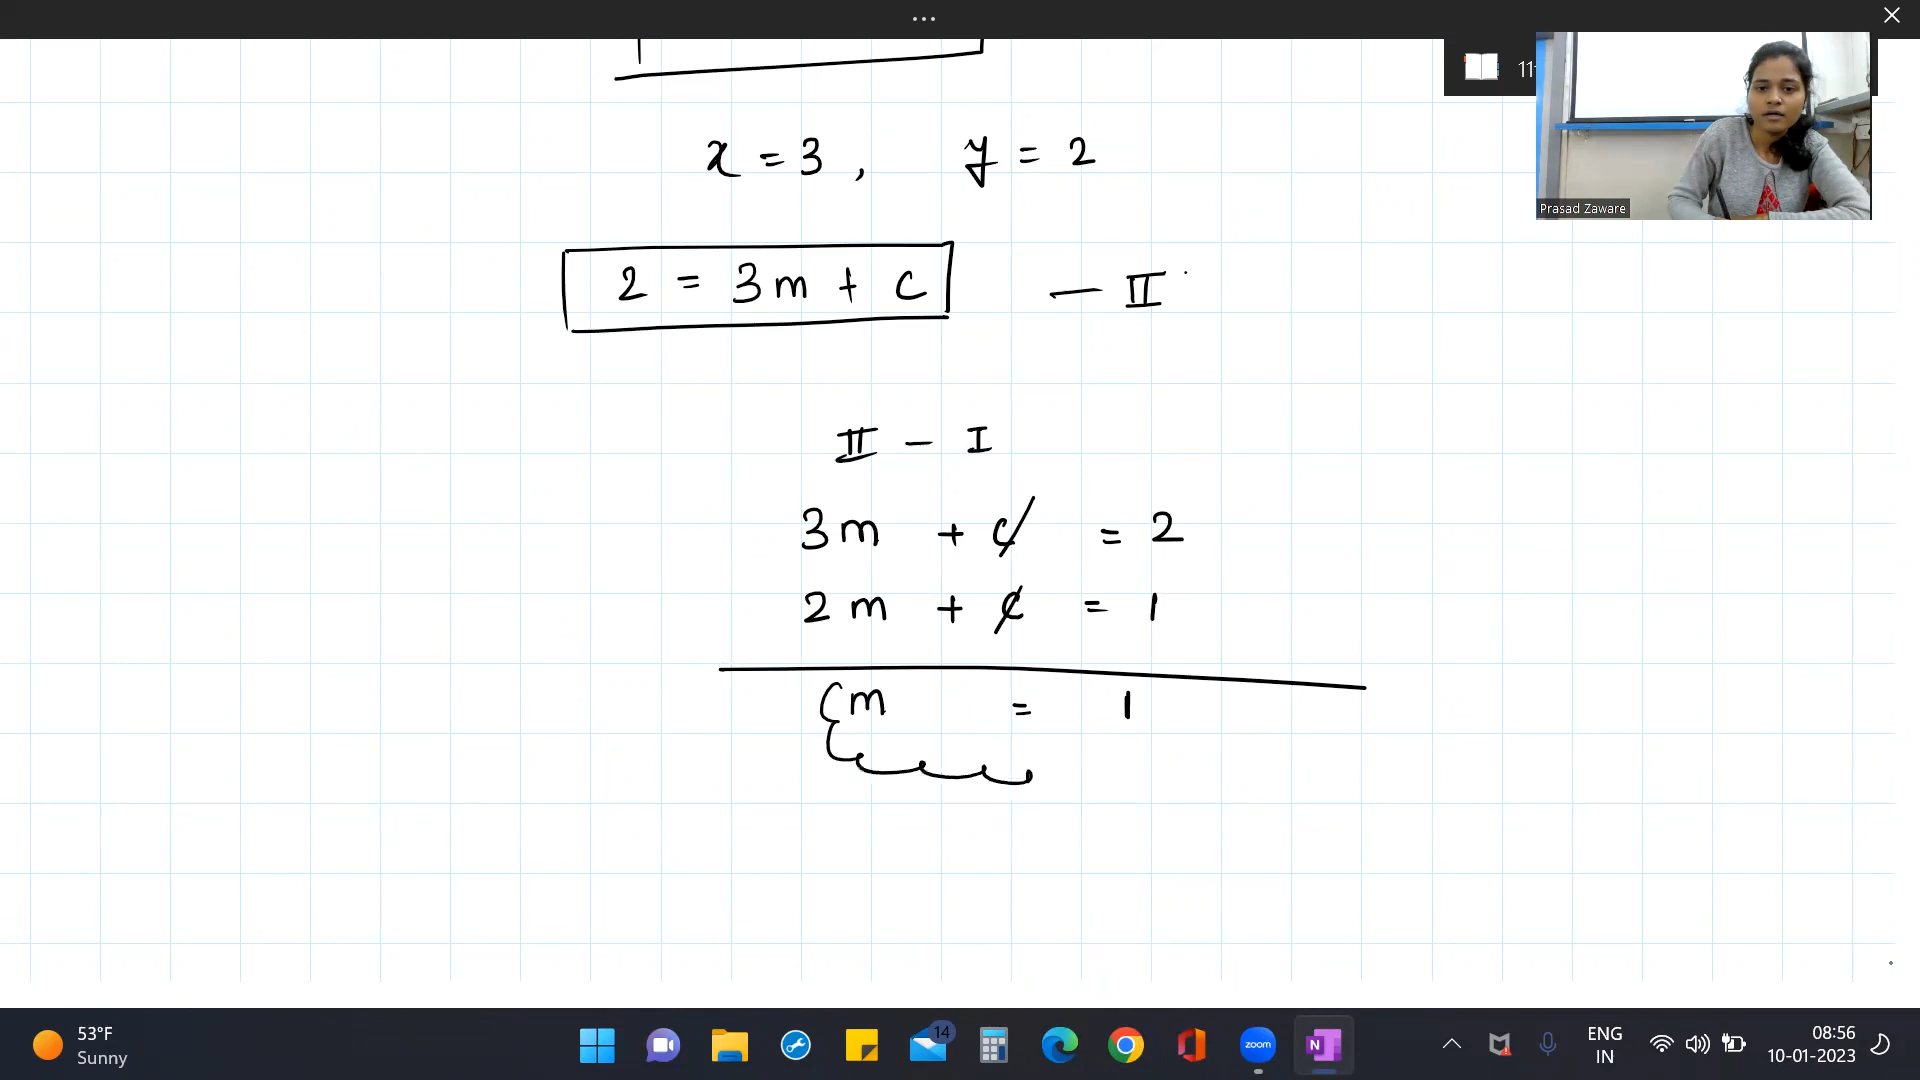 ...
11
x = 3 , y = 2
Prasad Zaware
2 = 3m + c — II
II - I
3m + c = 2
2m + c = 1
m = 1
53°F
Sunny
14
zoom
N
ENG
IN
08:56
10-01-2023